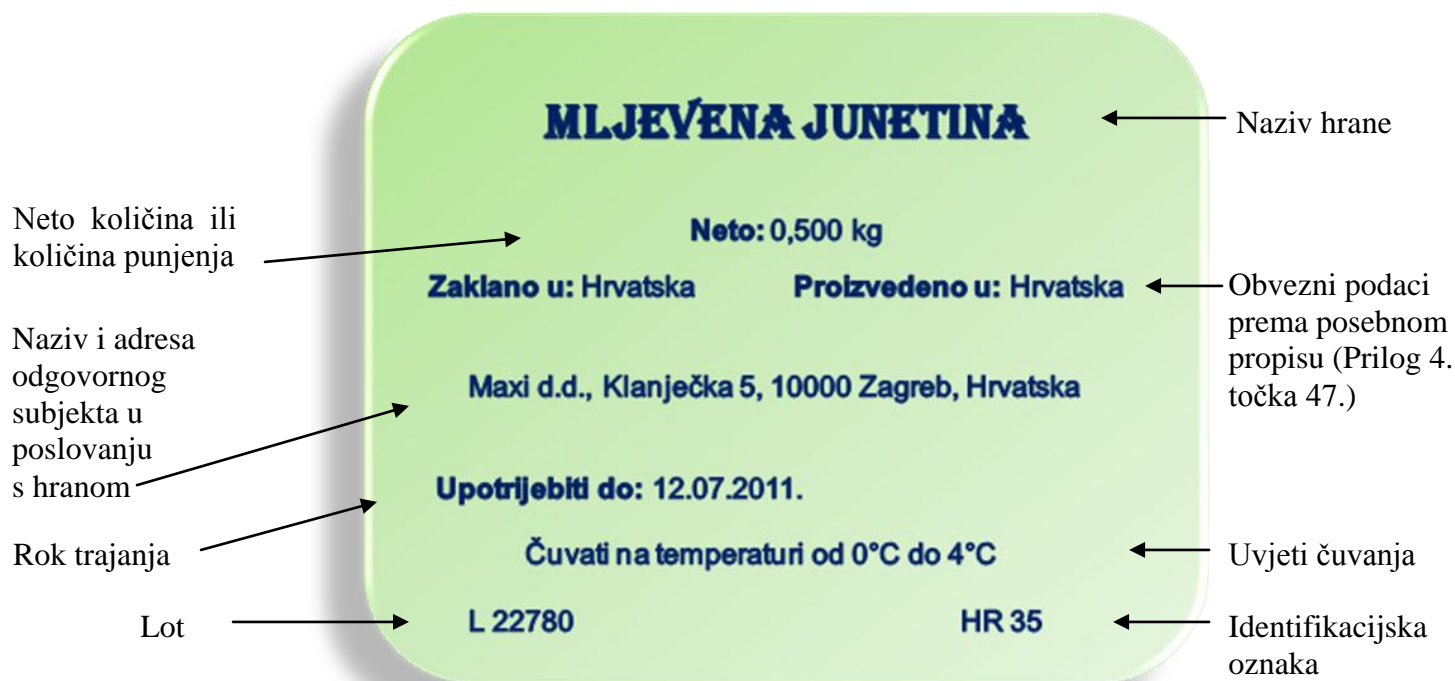 MLJEVENA JUNETINA
Naziv hrane
Neto količina ili
količina punjenja
Neto: 0,500 kg
Zaklano u: Hrvatska
Proizvedeno u: Hrvatska
Obvezni podaci
prema posebnom
propisu (Prilog 4.
točka 47.)
Naziv i adresa
odgovornog
subjekta u
poslovanju
s hranom
Maxi d.d., Klanječka 5, 10000 Zagreb, Hrvatska
Upotrijebiti do: 12.07.2011.
Rok trajanja
Čuvati na temperaturi od 0°C do 4°C
Uvjeti čuvanja
Lot
L 22780
HR 35
Identifikacijska
oznaka